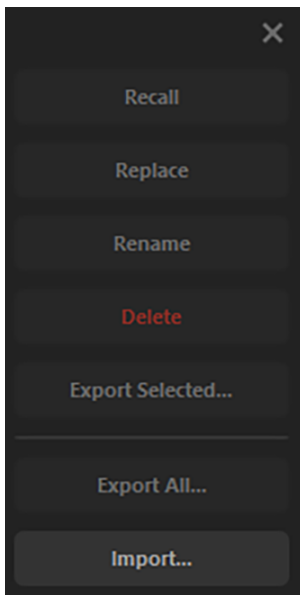 Recall
Replace
Rename
Delete
Export Selected...
Export All...
Import...